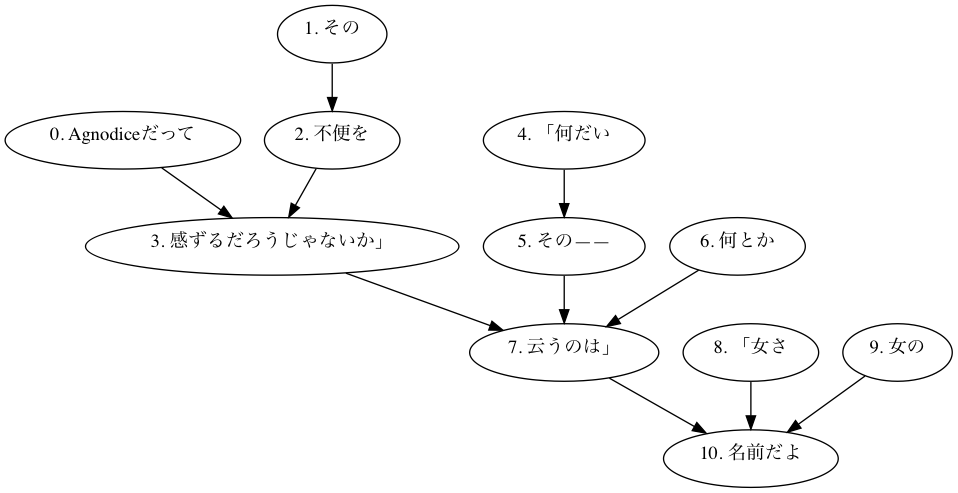 1. その
0. Agnodiceだって
2. 不便を
4. 「何だい
3. 感ずるだろうじゃないか」
5. その――
6. 何とか
7. 云うのは」
8. 「女さ
9. 女の
10. 名前だよ